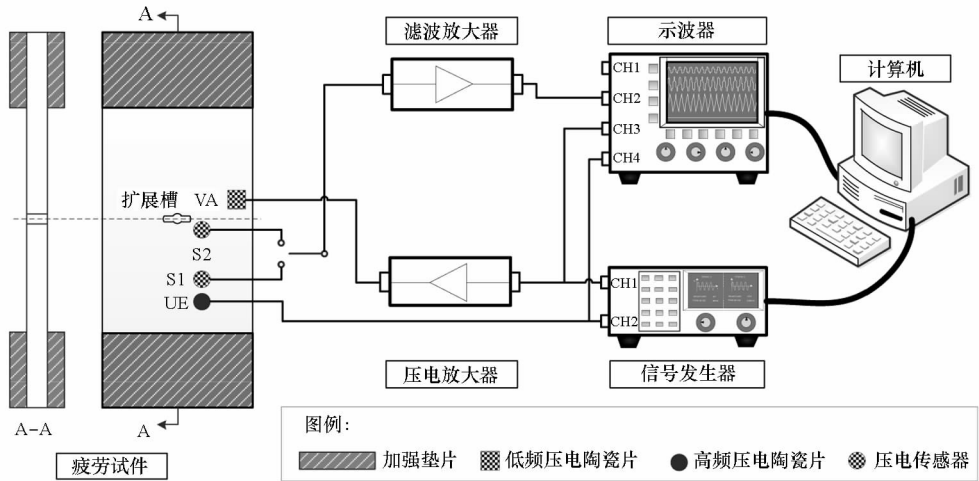 A
滤波放大器
示波器
计算机
CH1
CH2
CH3
CH4
扩展槽
VA
S2
S1
UE
CH1
CH2
压电放大器
信号发生器
A
A-A
疲劳试件
图例:
加强垫片
低频压电陶瓷片
高频压电陶瓷片
压电传感器